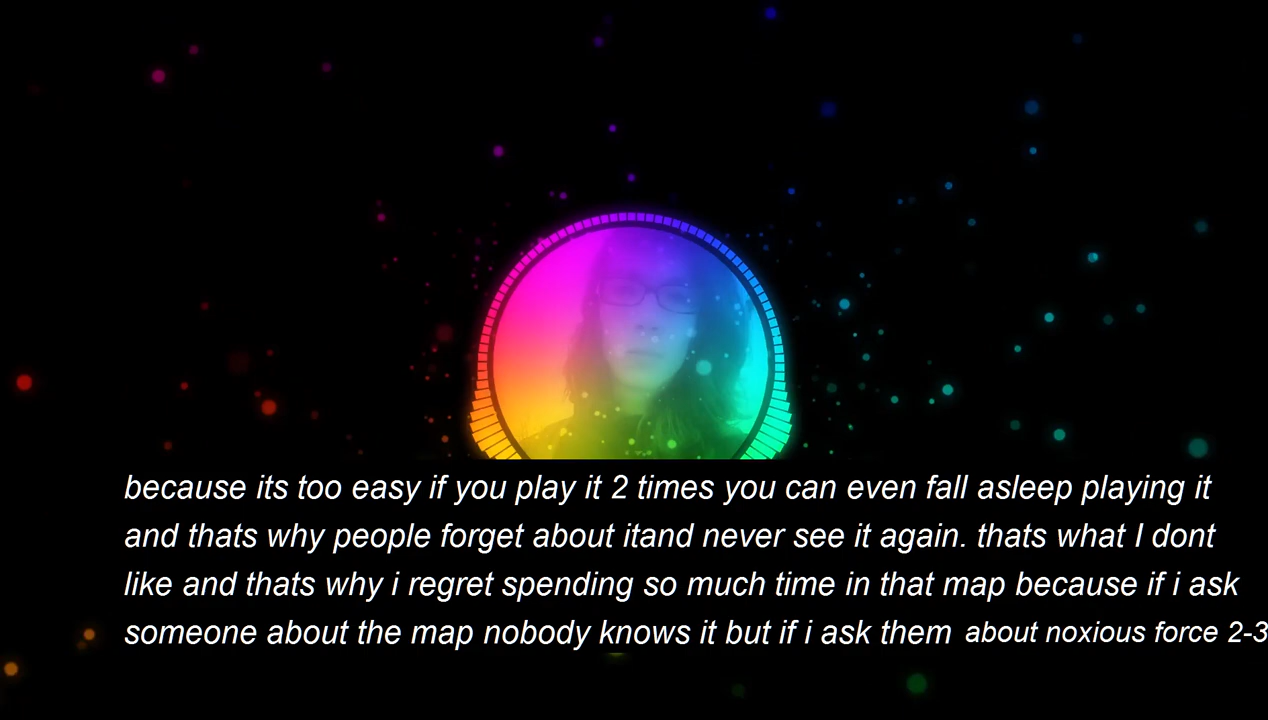 because its too easy if you play it 2 times you can even fall asleep playing it
and thats why people forget about itand never see it again. thats what I dont
like and thats why i regret spending so much time in that map because if i ask
someone about the map nobody knows it but if i ask them about noxious force 2-3